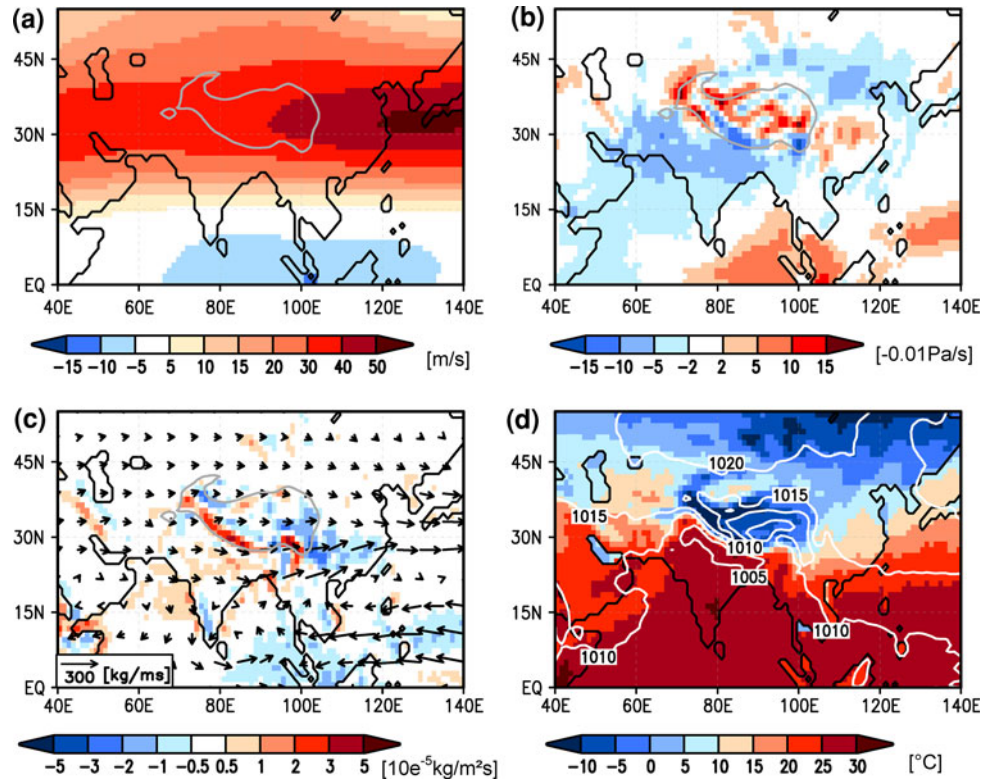 (a)
45N
30N
15N
EQ
40E 60E 80E 100E 120E 140E
-15 -10 -5 5 10 15 20 30 40 50 [m/s]
(b)
45N
30N
15N
EQ
40E 60E 80E 100E 120E 140E
-15 -10 -5 -2 2 5 10 15 [-0.01Pa/s]
(c)
45N
30N
15N
300 [kg/ms]
EQ
40E 60E 80E 100E 120E 140E
-5 -3 -2 -1 -0.5 0.5 1 2 3 5 [10e⁻⁵kg/m²s]
(d)
1020
45N
1015 1015
30N
1010
1005
15N
1010
1010
EQ
40E 60E 80E 100E 120E 140E
-10 -5 0 5 10 15 20 25 30 [°C]